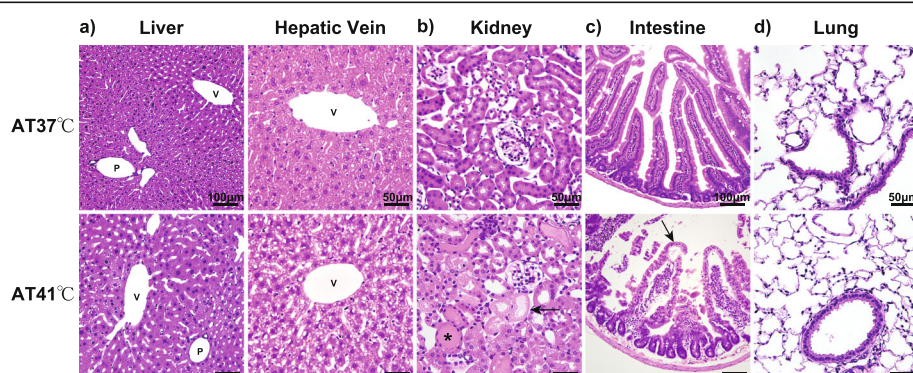 a) Liver Hepatic Vein b) Kidney c) Intestine d) Lung
AT37℃
V
P
100μm
V
50μm
50μm
100μm
50μm
AT41℃
V
P
V
*